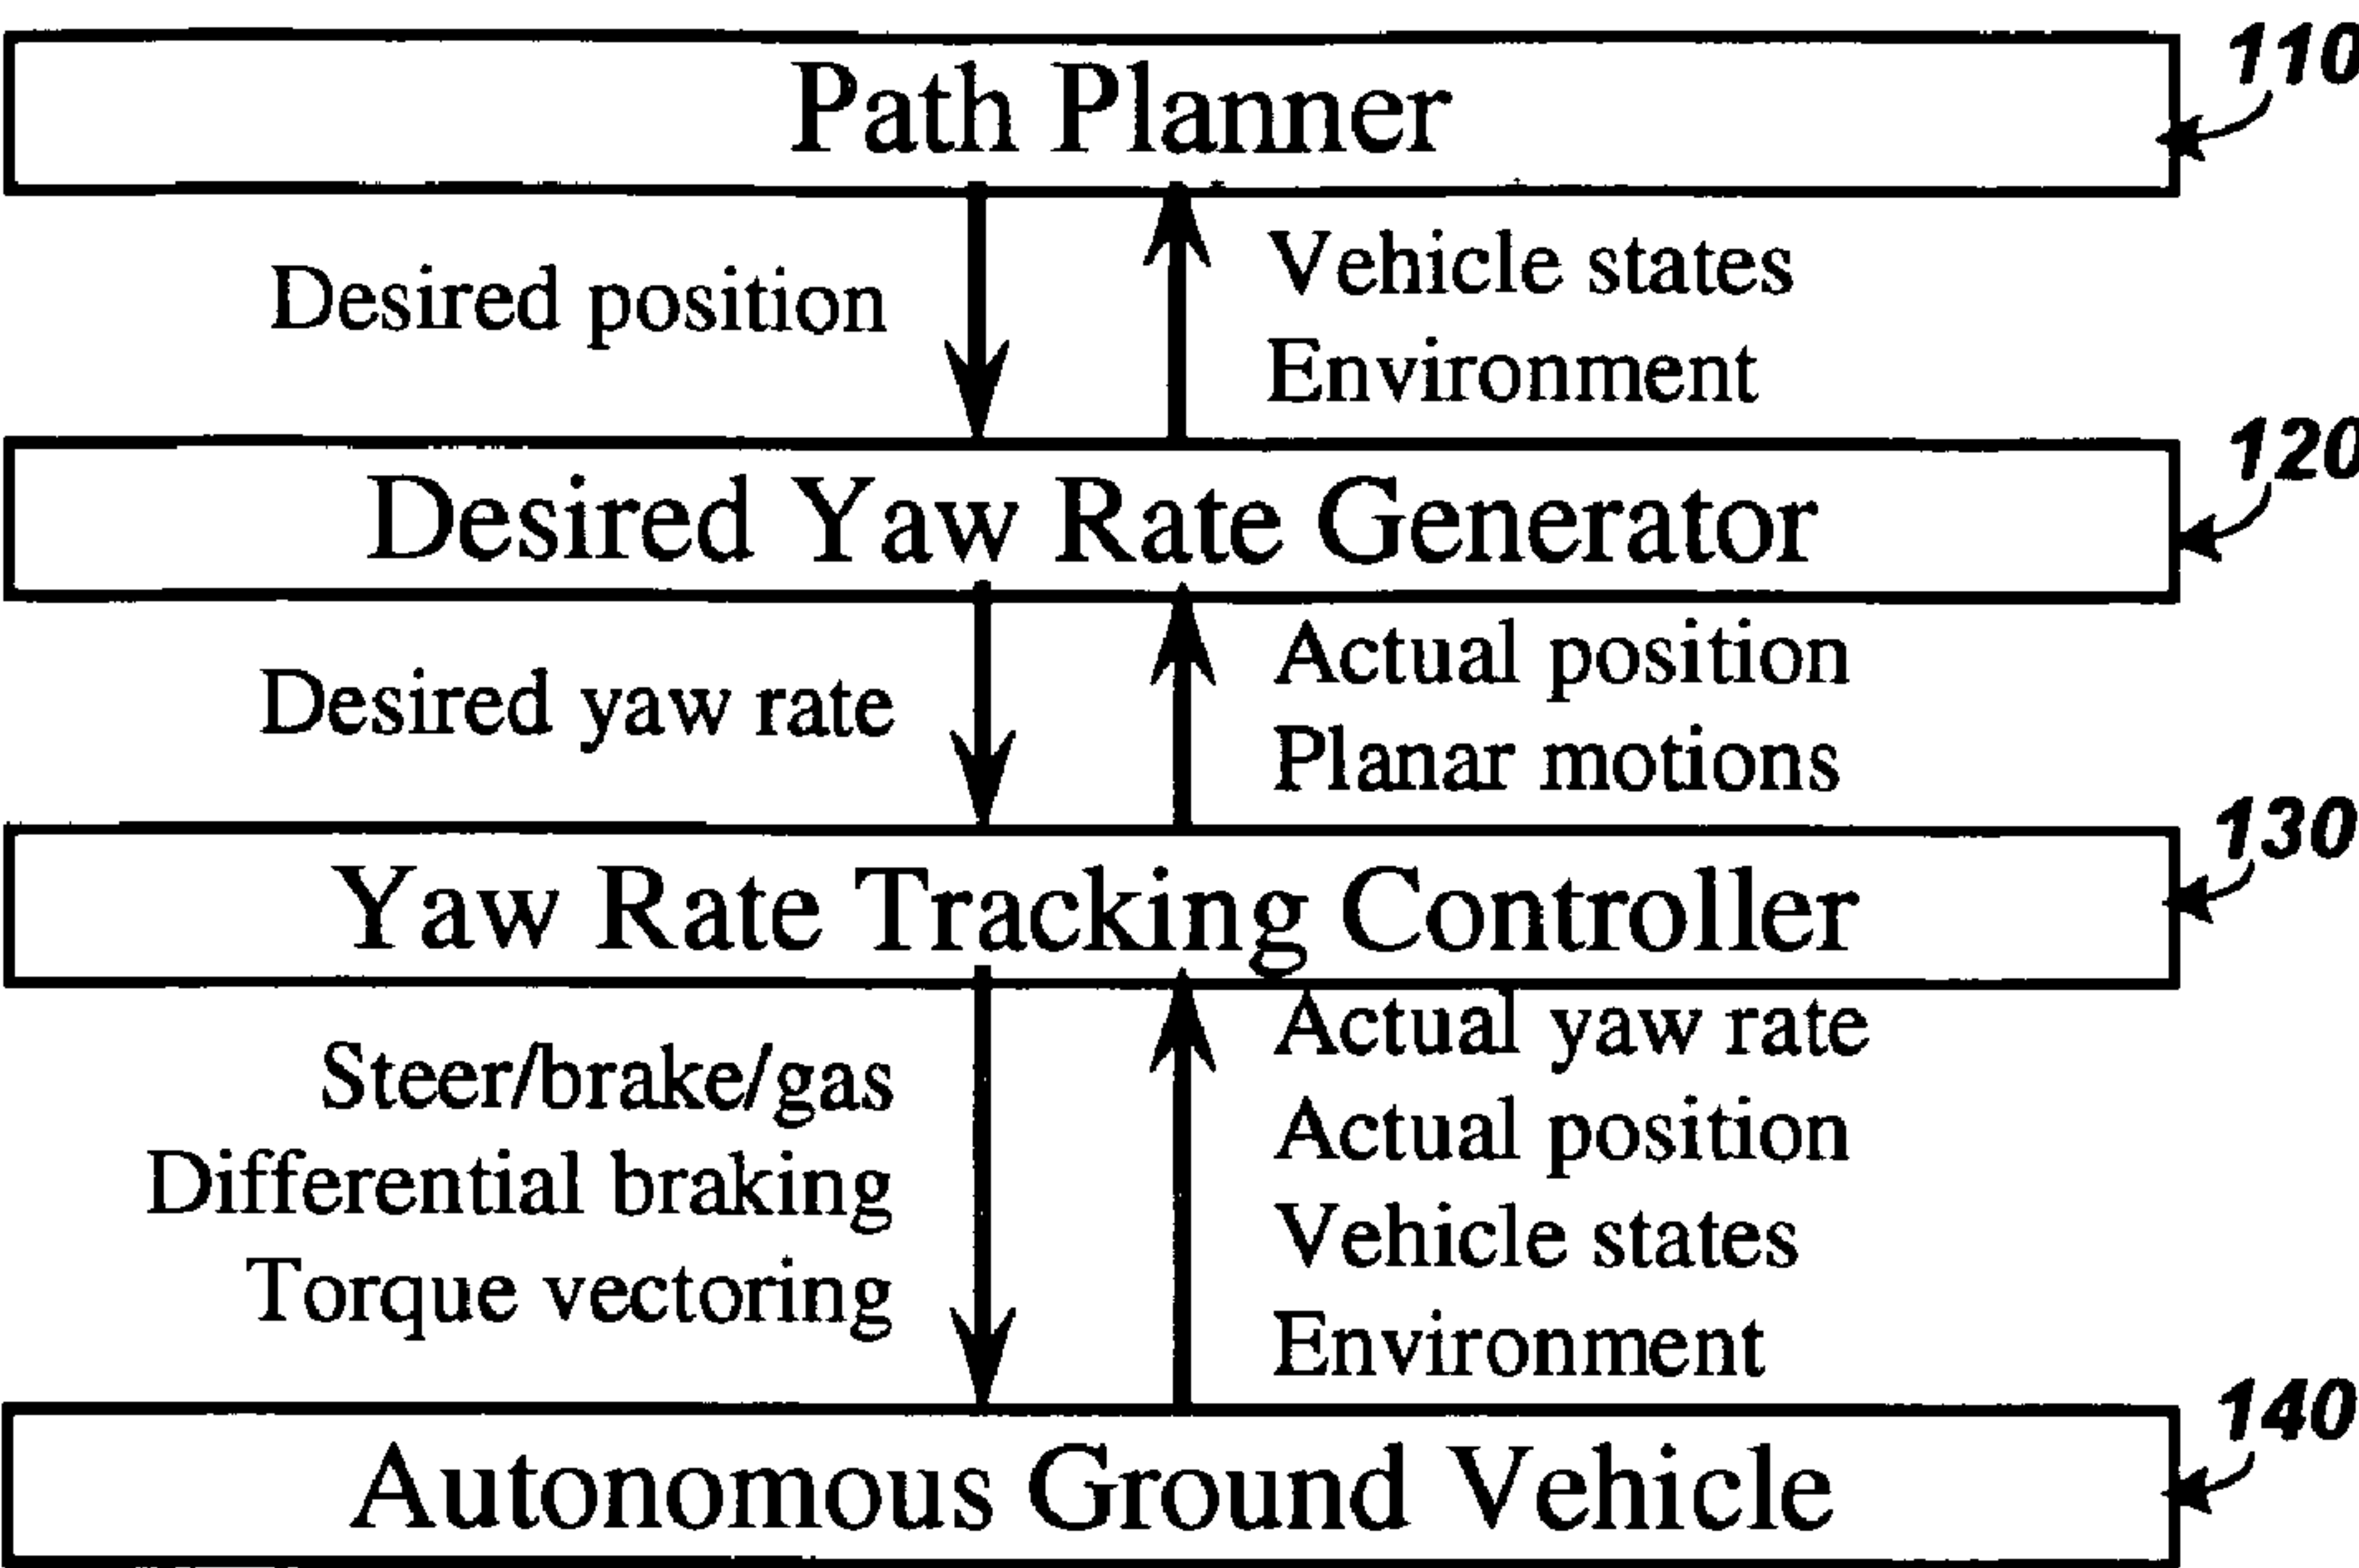 Path Planner
110
Desired position
Vehicle states
Environment
120
Desired Yaw Rate Generator
Desired yaw rate
Actual position
Planar motions
130
Yaw Rate Tracking Controller
Steer/brake/gas
Differential braking
Torque vectoring
Actual yaw rate
Actual position
Vehicle states
Environment
140
Autonomous Ground Vehicle